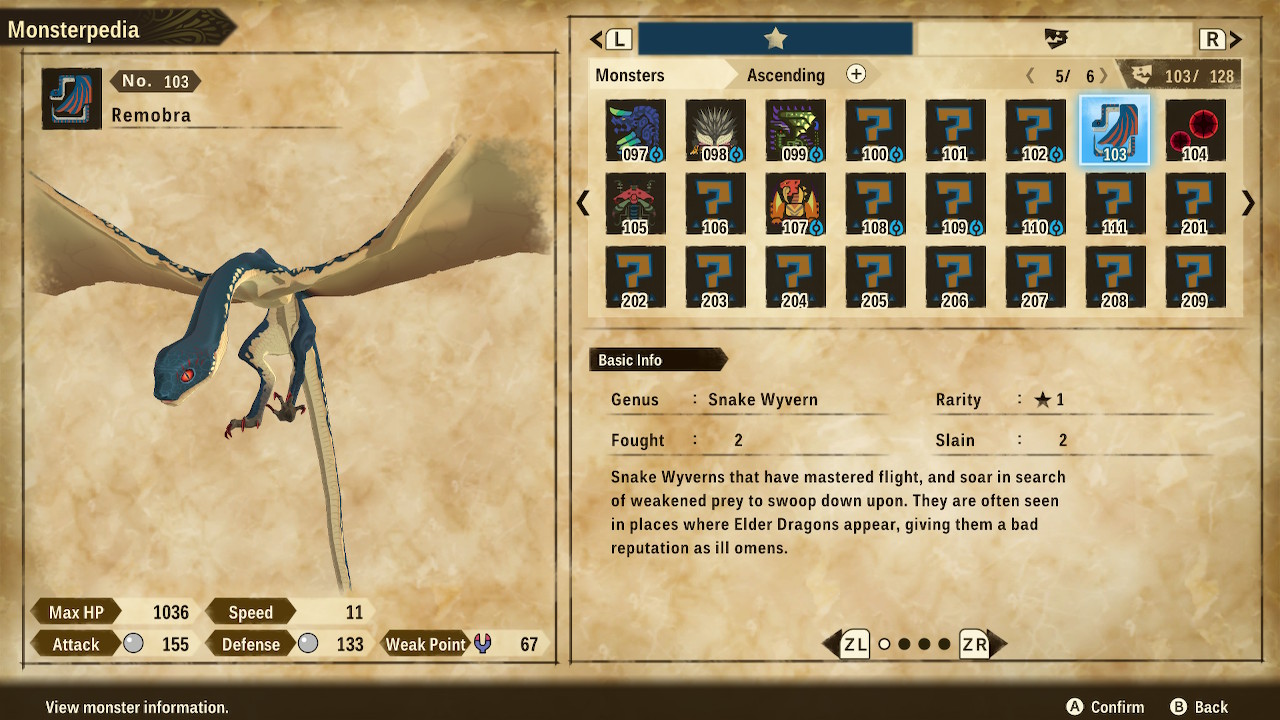 Monsterpedia
No. 103
Remobra
Max HP 1036 Speed 11
Attack 155 Defense 133 Weak Point 67
L R
Monsters Ascending 5/ 6 103/ 128
097 098 099 ? 100 ? 101 ? 102 103 104
105 ? 106 107 ? 108 ? 109 ? 110 ? 111 ? 201
? 202 ? 203 ? 204 ? 205 ? 206 ? 207 ? 208 ? 209
Basic Info
Genus : Snake Wyvern Rarity : ★ 1
Fought : 2 Slain : 2
Snake Wyverns that have mastered flight, and soar in search
of weakened prey to swoop down upon. They are often seen
in places where Elder Dragons appear, giving them a bad
reputation as ill omens.
ZL ZR
View monster information. A Confirm B Back